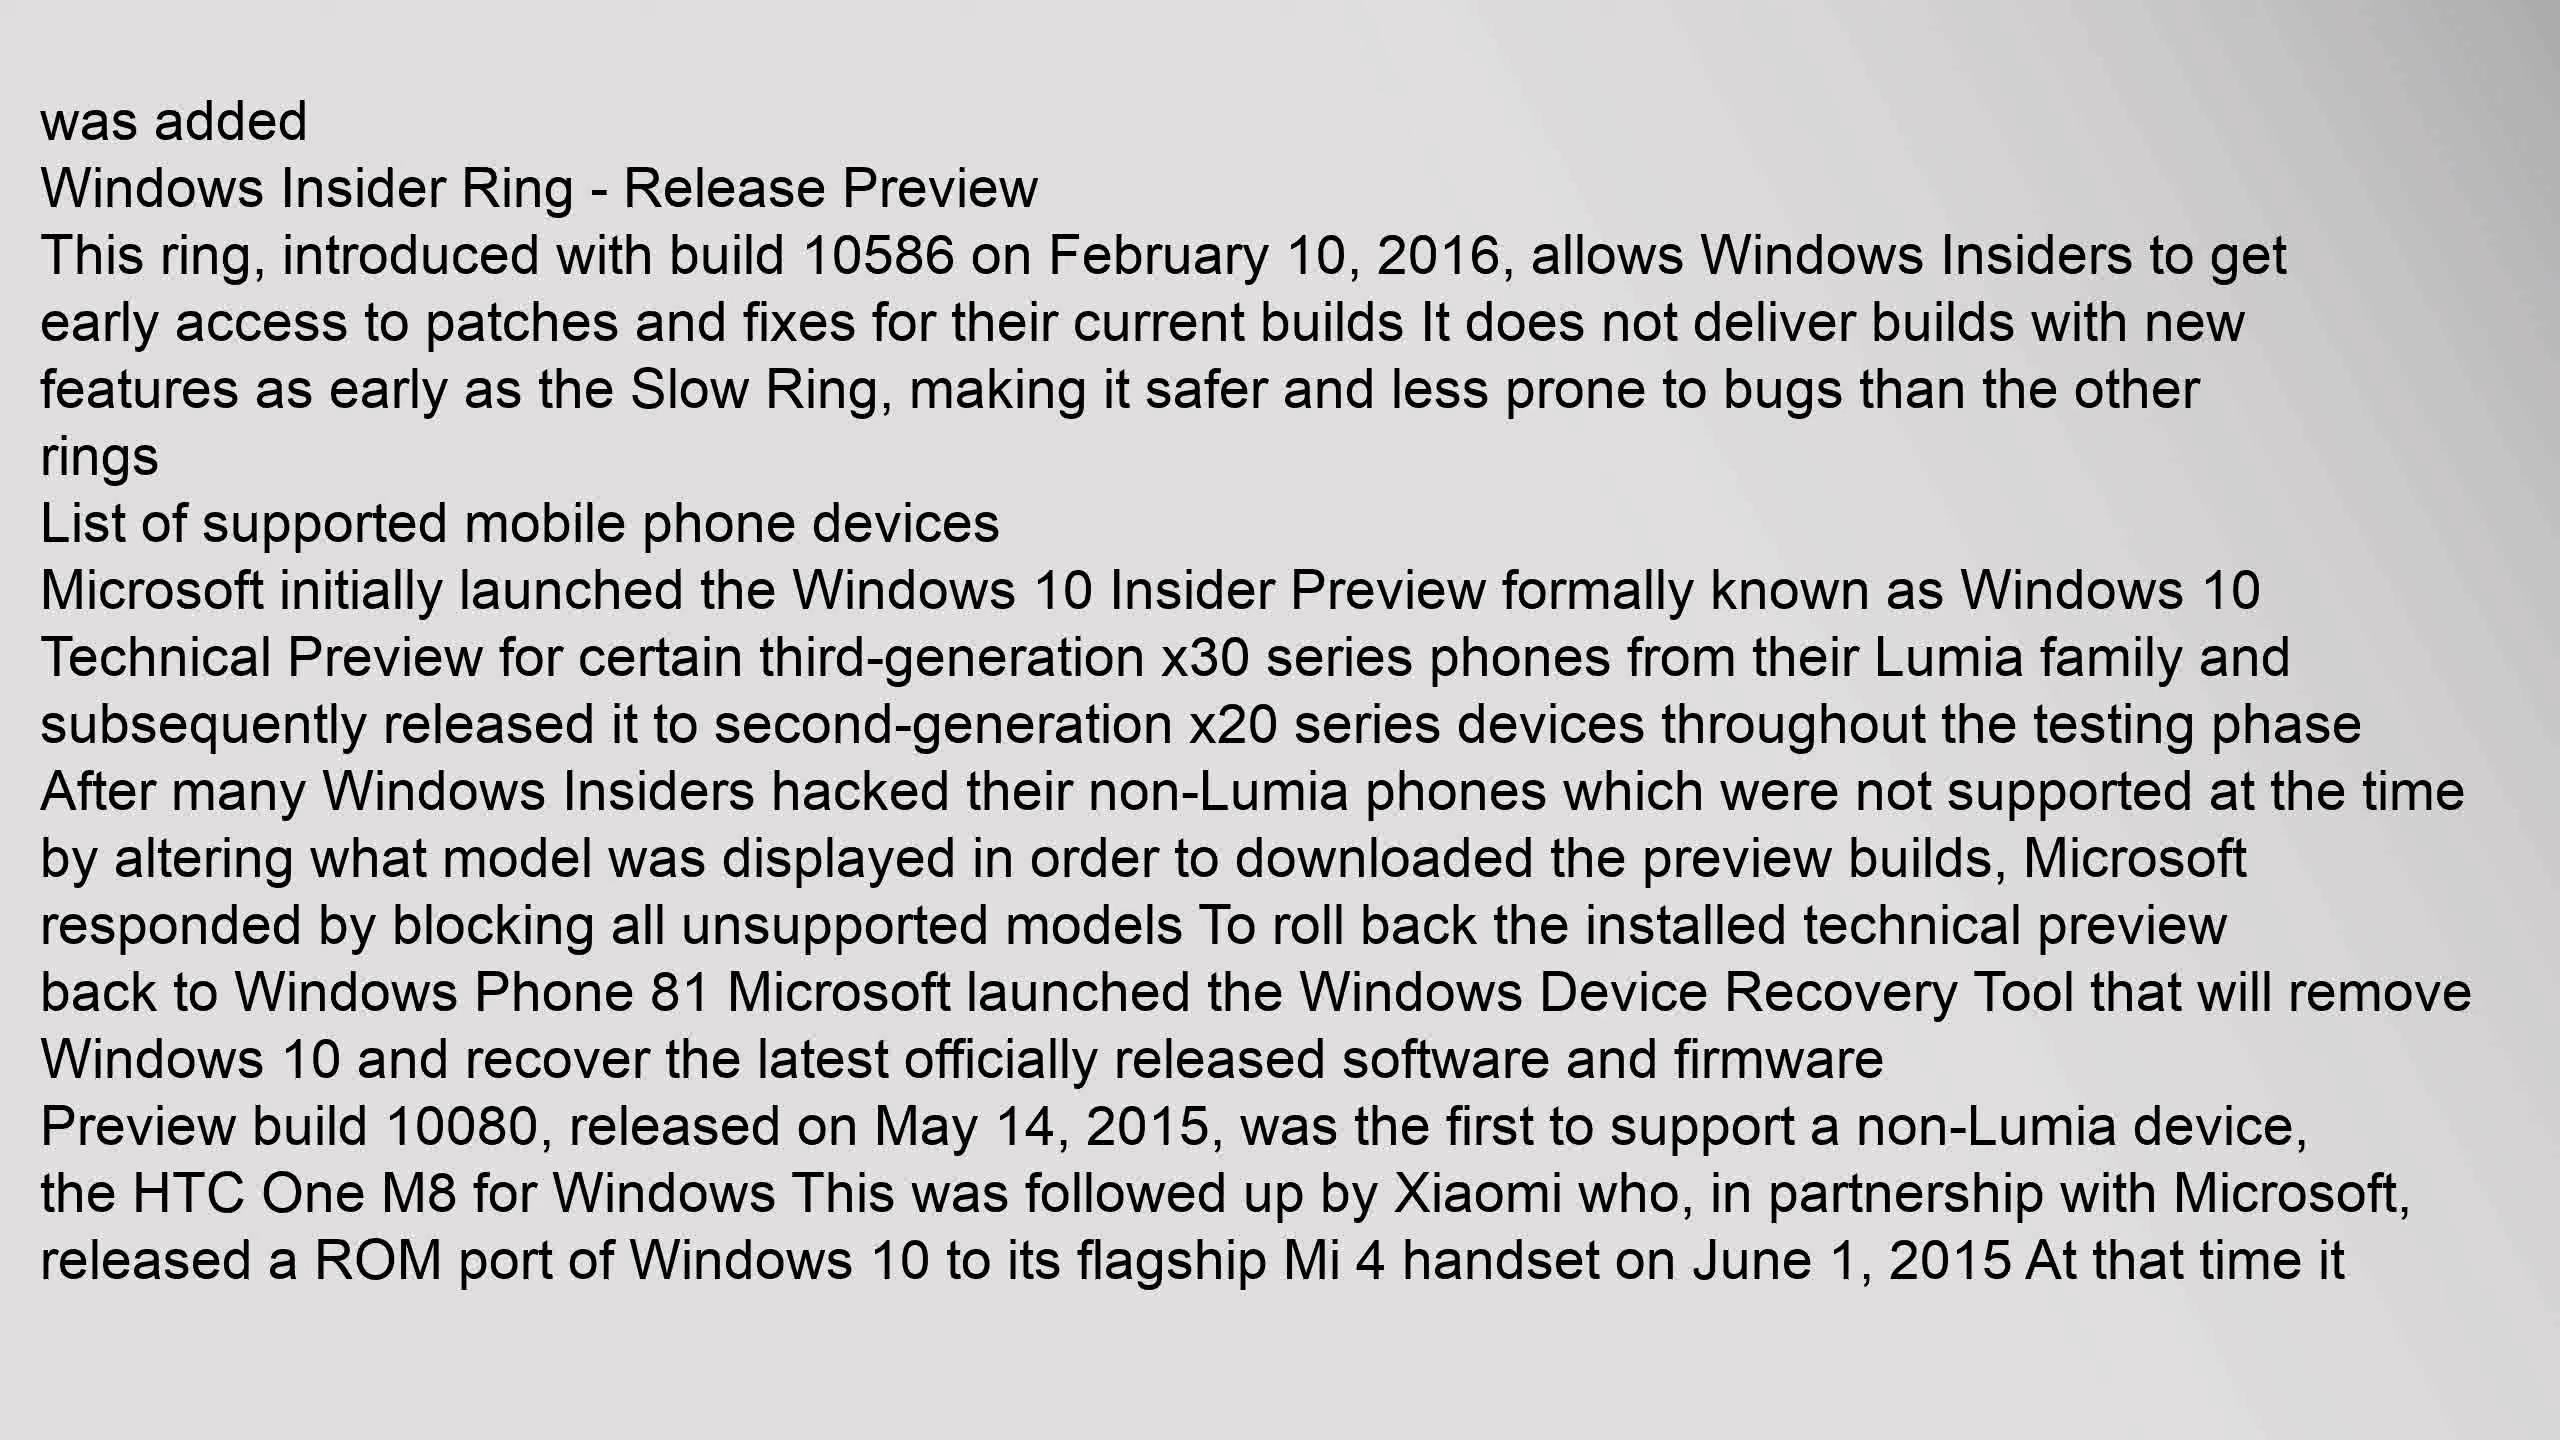 was added
Windows Insider Ring - Release Preview
This ring, introduced with build 10586 on February 10, 2016, allows Windows Insiders to get
early access to patches and fixes for their current builds It does not deliver builds with new
features as early as the Slow Ring, making it safer and less prone to bugs than the other
rings
List of supported mobile phone devices
Microsoft initially launched the Windows 10 Insider Preview formally known as Windows 10
Technical Preview for certain third-generation x30 series phones from their Lumia family and
subsequently released it to second-generation x20 series devices throughout the testing phase
After many Windows Insiders hacked their non-Lumia phones which were not supported at the time
by altering what model was displayed in order to downloaded the preview builds, Microsoft
responded by blocking all unsupported models To roll back the installed technical preview
back to Windows Phone 81 Microsoft launched the Windows Device Recovery Tool that will remove
Windows 10 and recover the latest officially released software and firmware
Preview build 10080, released on May 14, 2015, was the first to support a non-Lumia device,
the HTC One M8 for Windows This was followed up by Xiaomi who, in partnership with Microsoft,
released a ROM port of Windows 10 to its flagship Mi 4 handset on June 1, 2015 At that time it